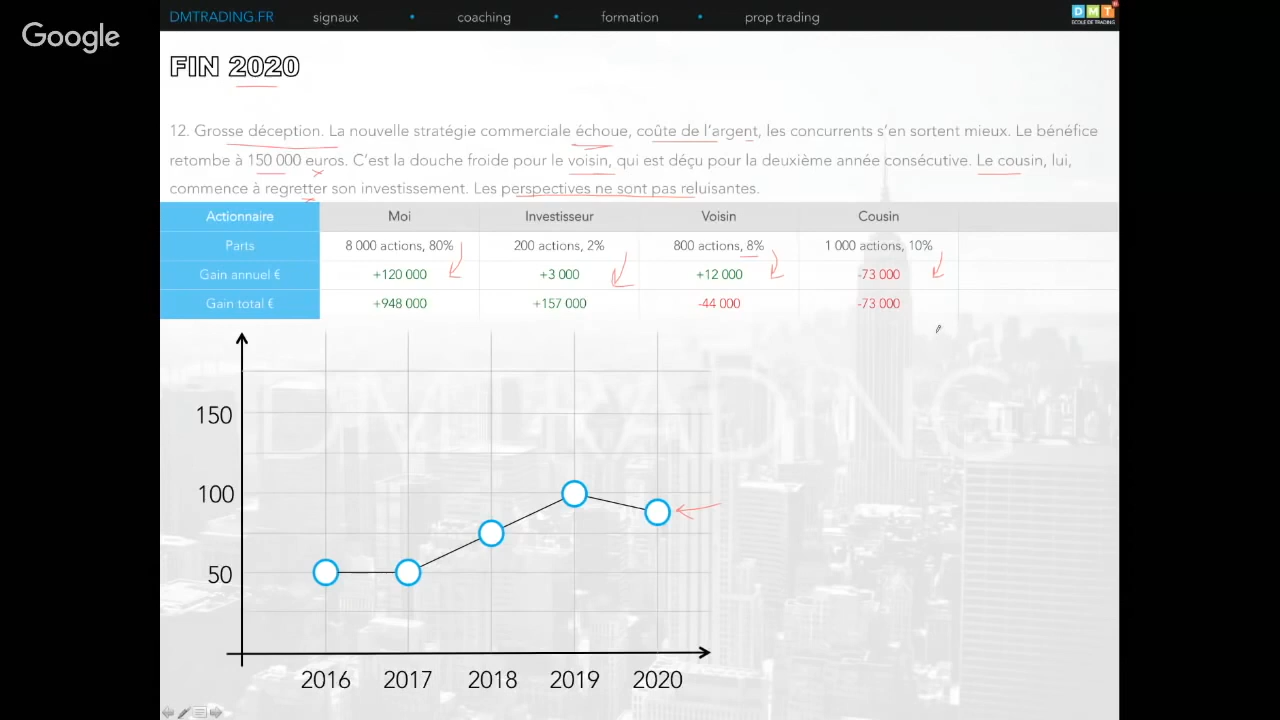 Google
DMTRADING.FR signaux • coaching • formation • prop trading
DMT
ECOLE DE TRADING
FIN 2020
12. Grosse déception. La nouvelle stratégie commerciale échoue, coûte de l'argent, les concurrents s'en sortent mieux. Le bénéfice
retombe à 150 000 euros. C'est la douche froide pour le voisin, qui est déçu pour la deuxième année consécutive. Le cousin, lui,
commence à regretter son investissement. Les perspectives ne sont pas reluisantes.
Actionnaire Moi Investisseur Voisin Cousin
Parts 8 000 actions, 80% 200 actions, 2% 800 actions, 8% 1 000 actions, 10%
Gain annuel € +120 000 +3 000 +12 000 -73 000
Gain total € +948 000 +157 000 -44 000 -73 000
DMTRADING
150
100
50
2016 2017 2018 2019 2020